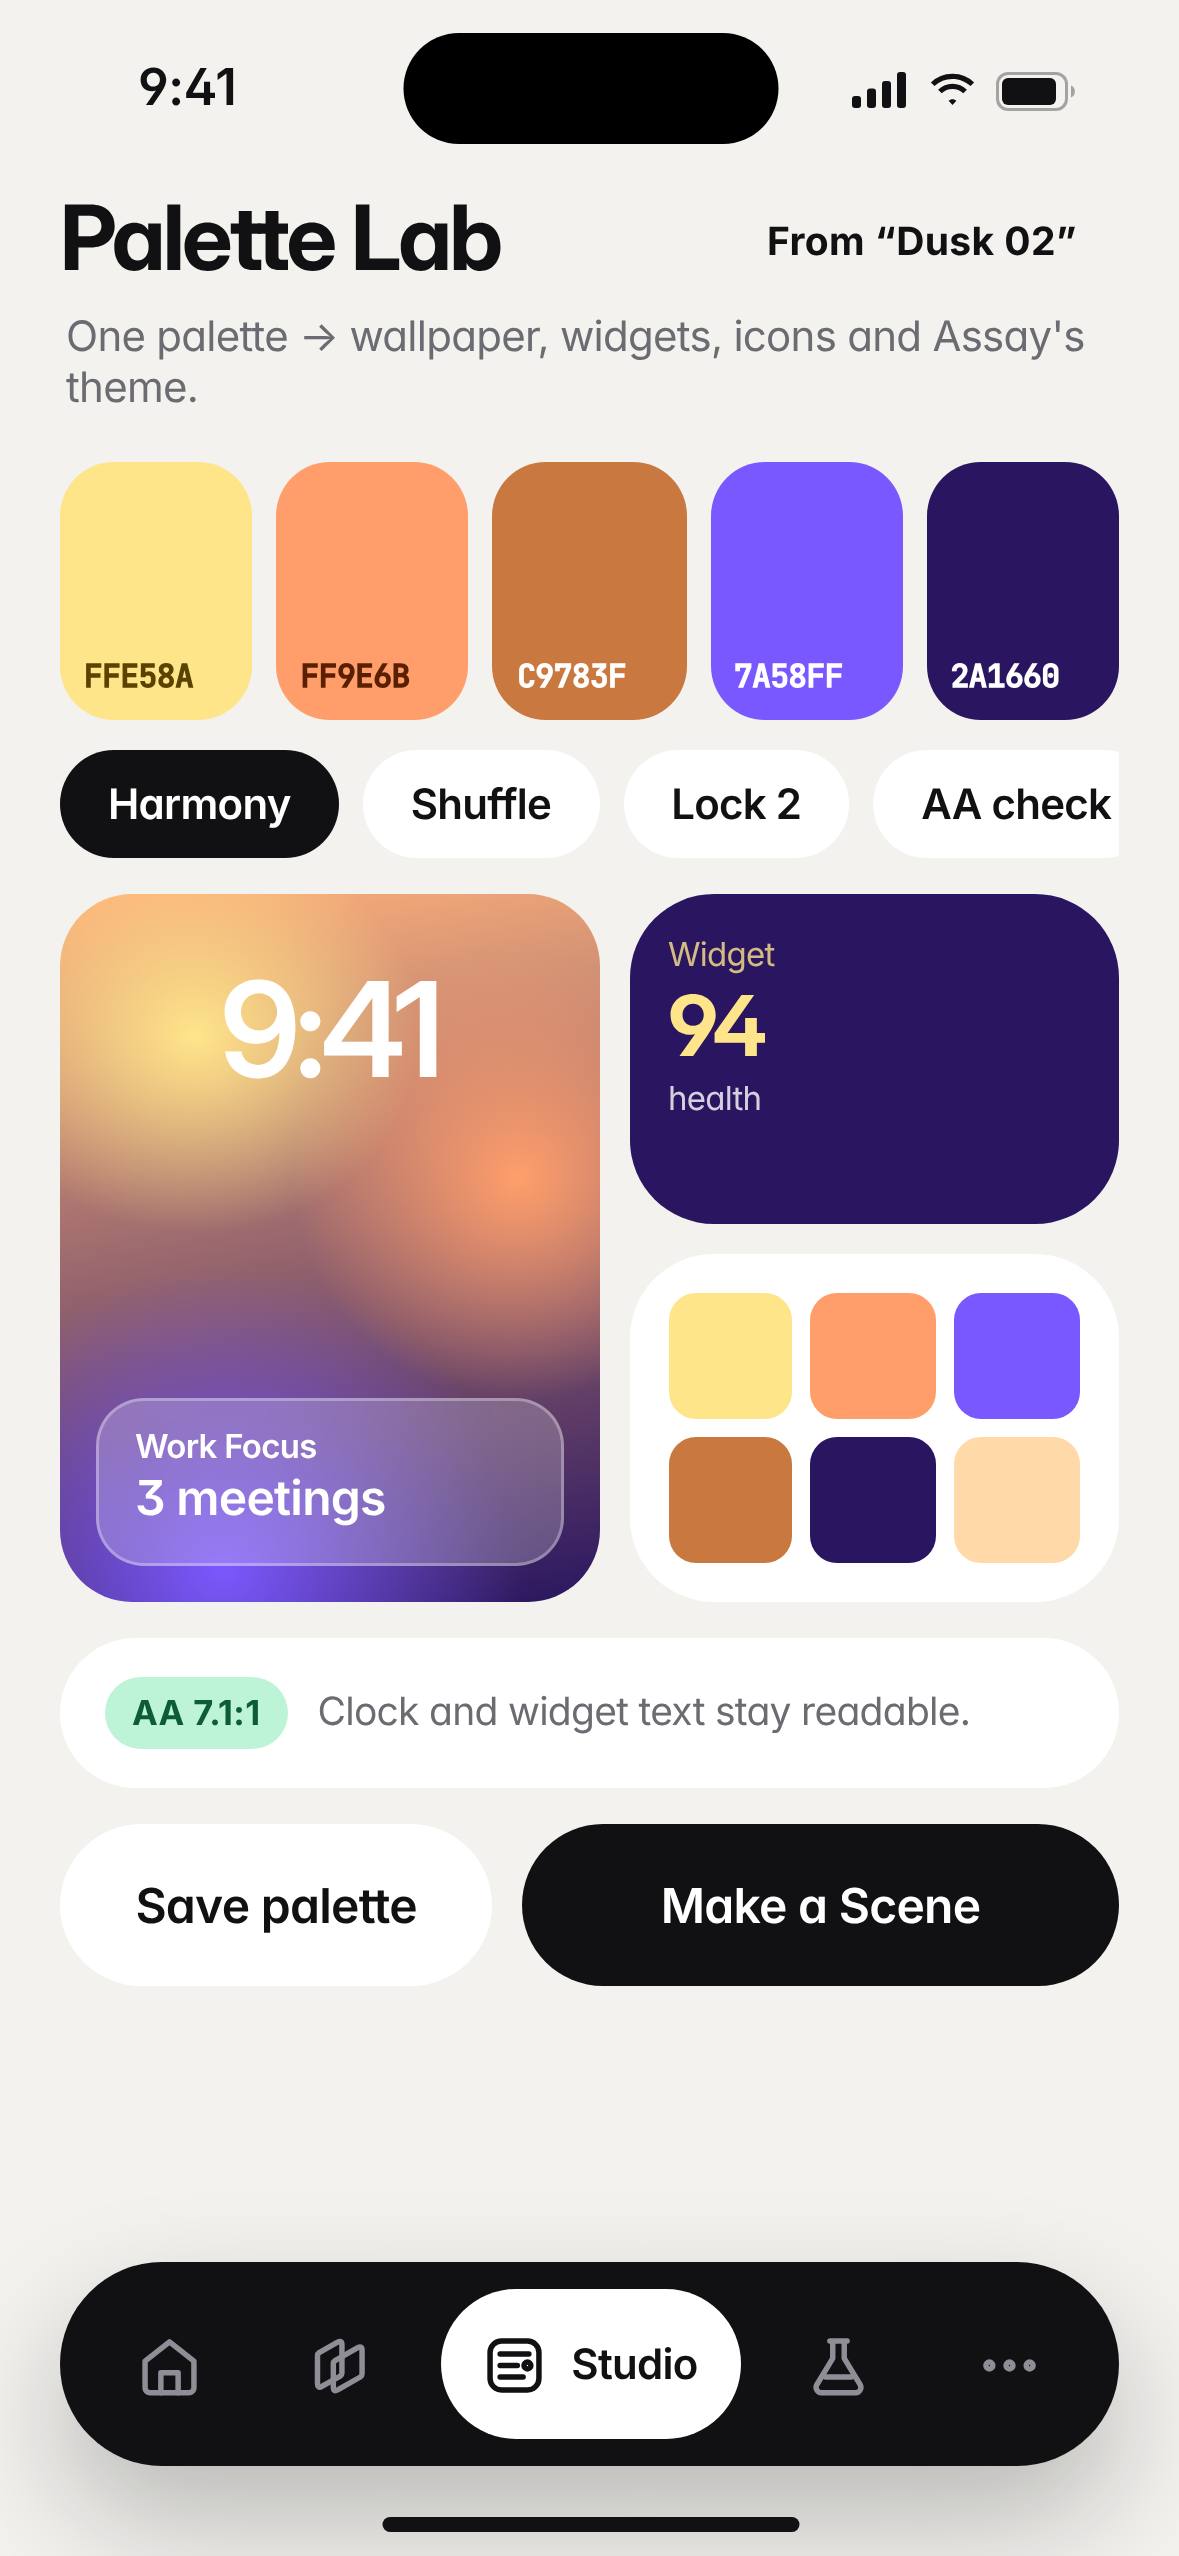 9:41
Palette Lab
From “Dusk 02”
One palette → wallpaper, widgets, icons and Assay's
theme.
FFE58A
FF9E6B
C9783F
7A58FF
2A1660
Harmony
Shuffle
Lock 2
AA check
9:41
Work Focus
3 meetings
Widget
94
health
AA 7.1:1
Clock and widget text stay readable.
Save palette
Make a Scene
Studio